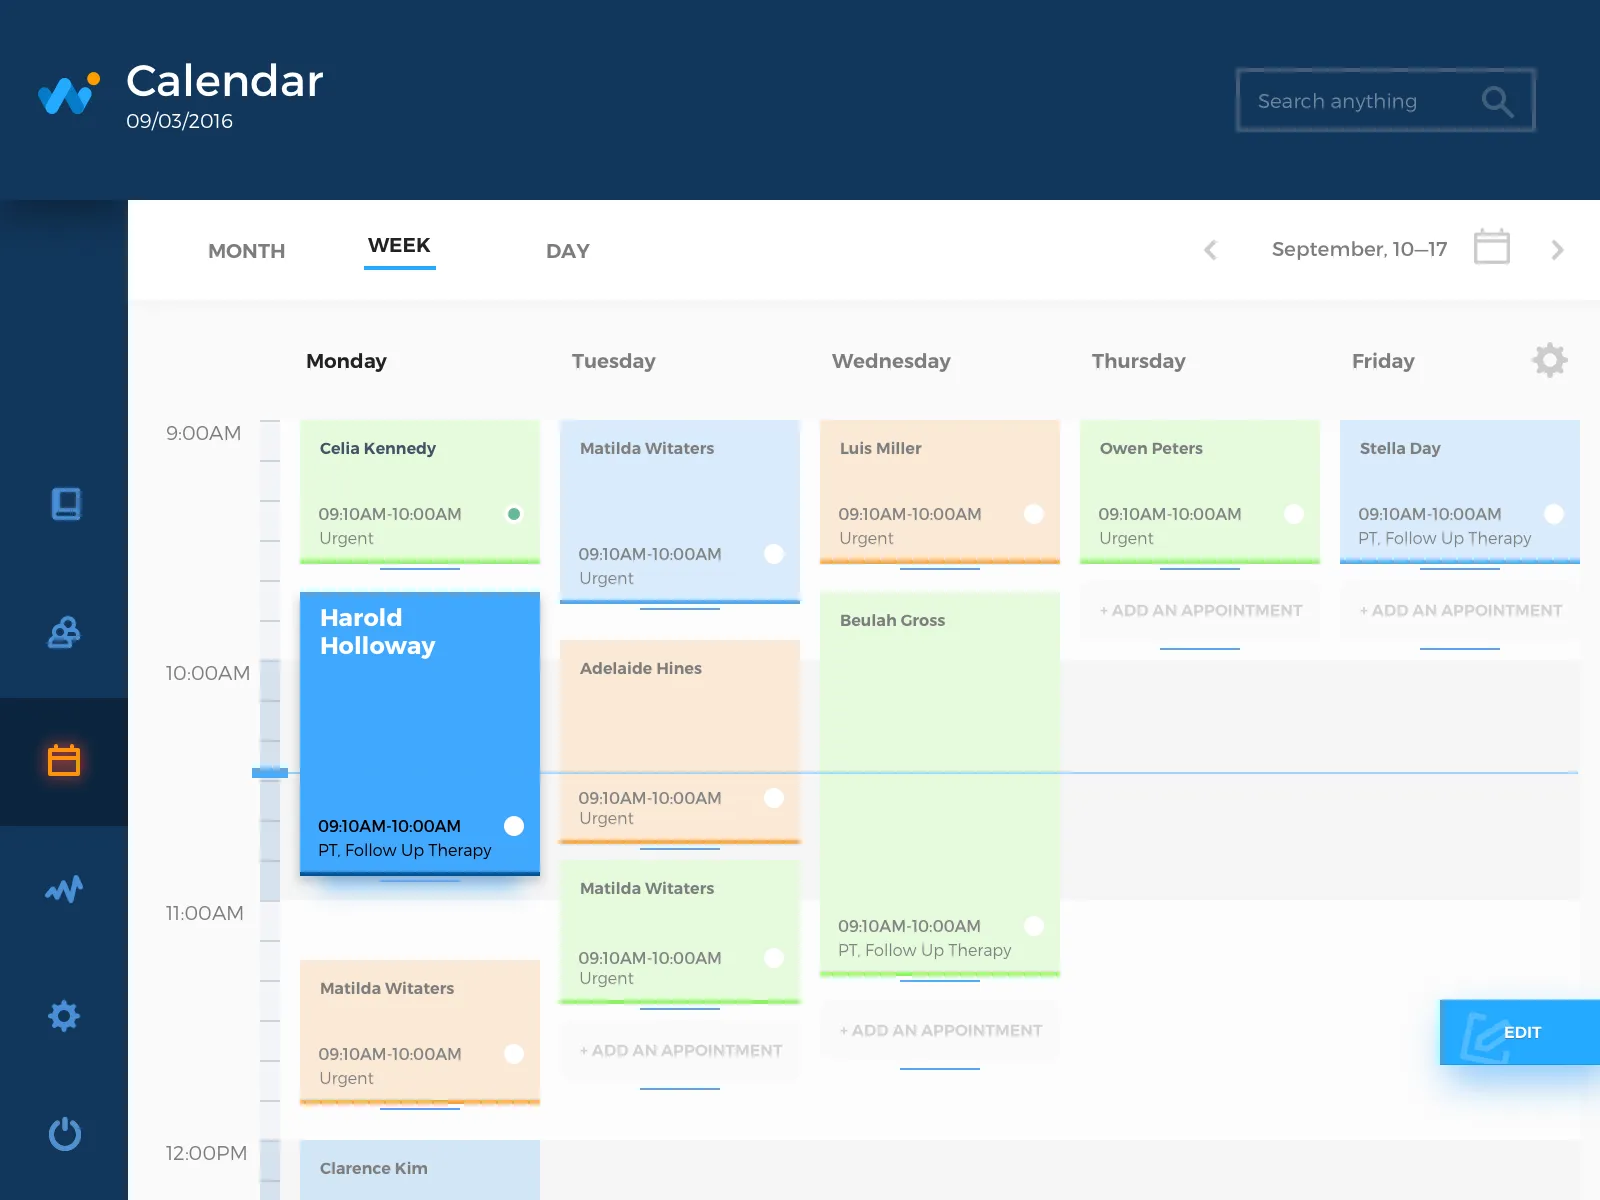 Calendar
09/03/2016
Search anything
MONTH
WEEK
DAY
September, 10–17
Monday
Tuesday
Wednesday
Thursday
Friday
9:00AM
10:00AM
11:00AM
12:00PM
Celia Kennedy
09:10AM-10:00AM
Urgent
Harold
Holloway
09:10AM-10:00AM
PT, Follow Up Therapy
Matilda Witaters
09:10AM-10:00AM
Urgent
Clarence Kim
Matilda Witaters
09:10AM-10:00AM
Urgent
Adelaide Hines
09:10AM-10:00AM
Urgent
Matilda Witaters
09:10AM-10:00AM
Urgent
+ ADD AN APPOINTMENT
Luis Miller
09:10AM-10:00AM
Urgent
Beulah Gross
09:10AM-10:00AM
PT, Follow Up Therapy
+ ADD AN APPOINTMENT
Owen Peters
09:10AM-10:00AM
Urgent
+ ADD AN APPOINTMENT
Stella Day
09:10AM-10:00AM
PT, Follow Up Therapy
+ ADD AN APPOINTMENT
EDIT